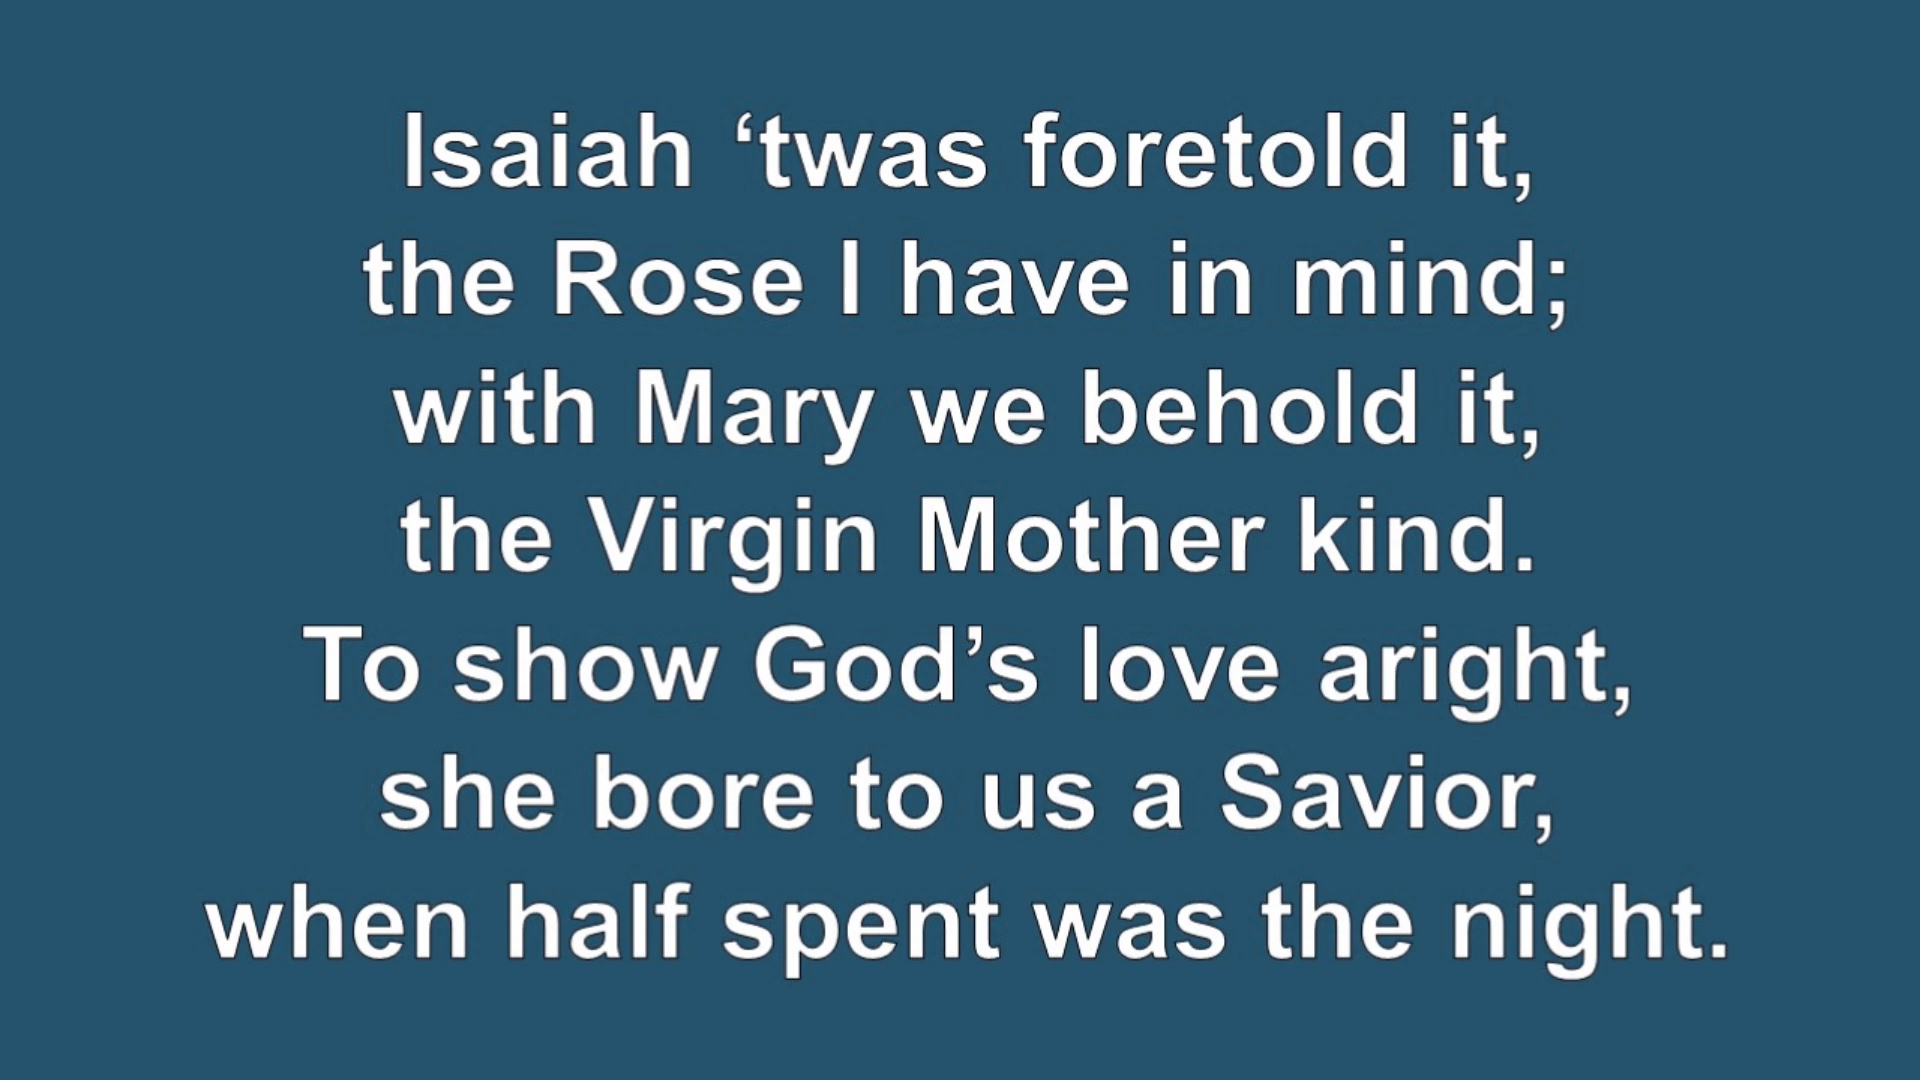 Isaiah ‘twas foretold it,
the Rose I have in mind;
with Mary we behold it,
the Virgin Mother kind.
To show God’s love aright,
she bore to us a Savior,
when half spent was the night.